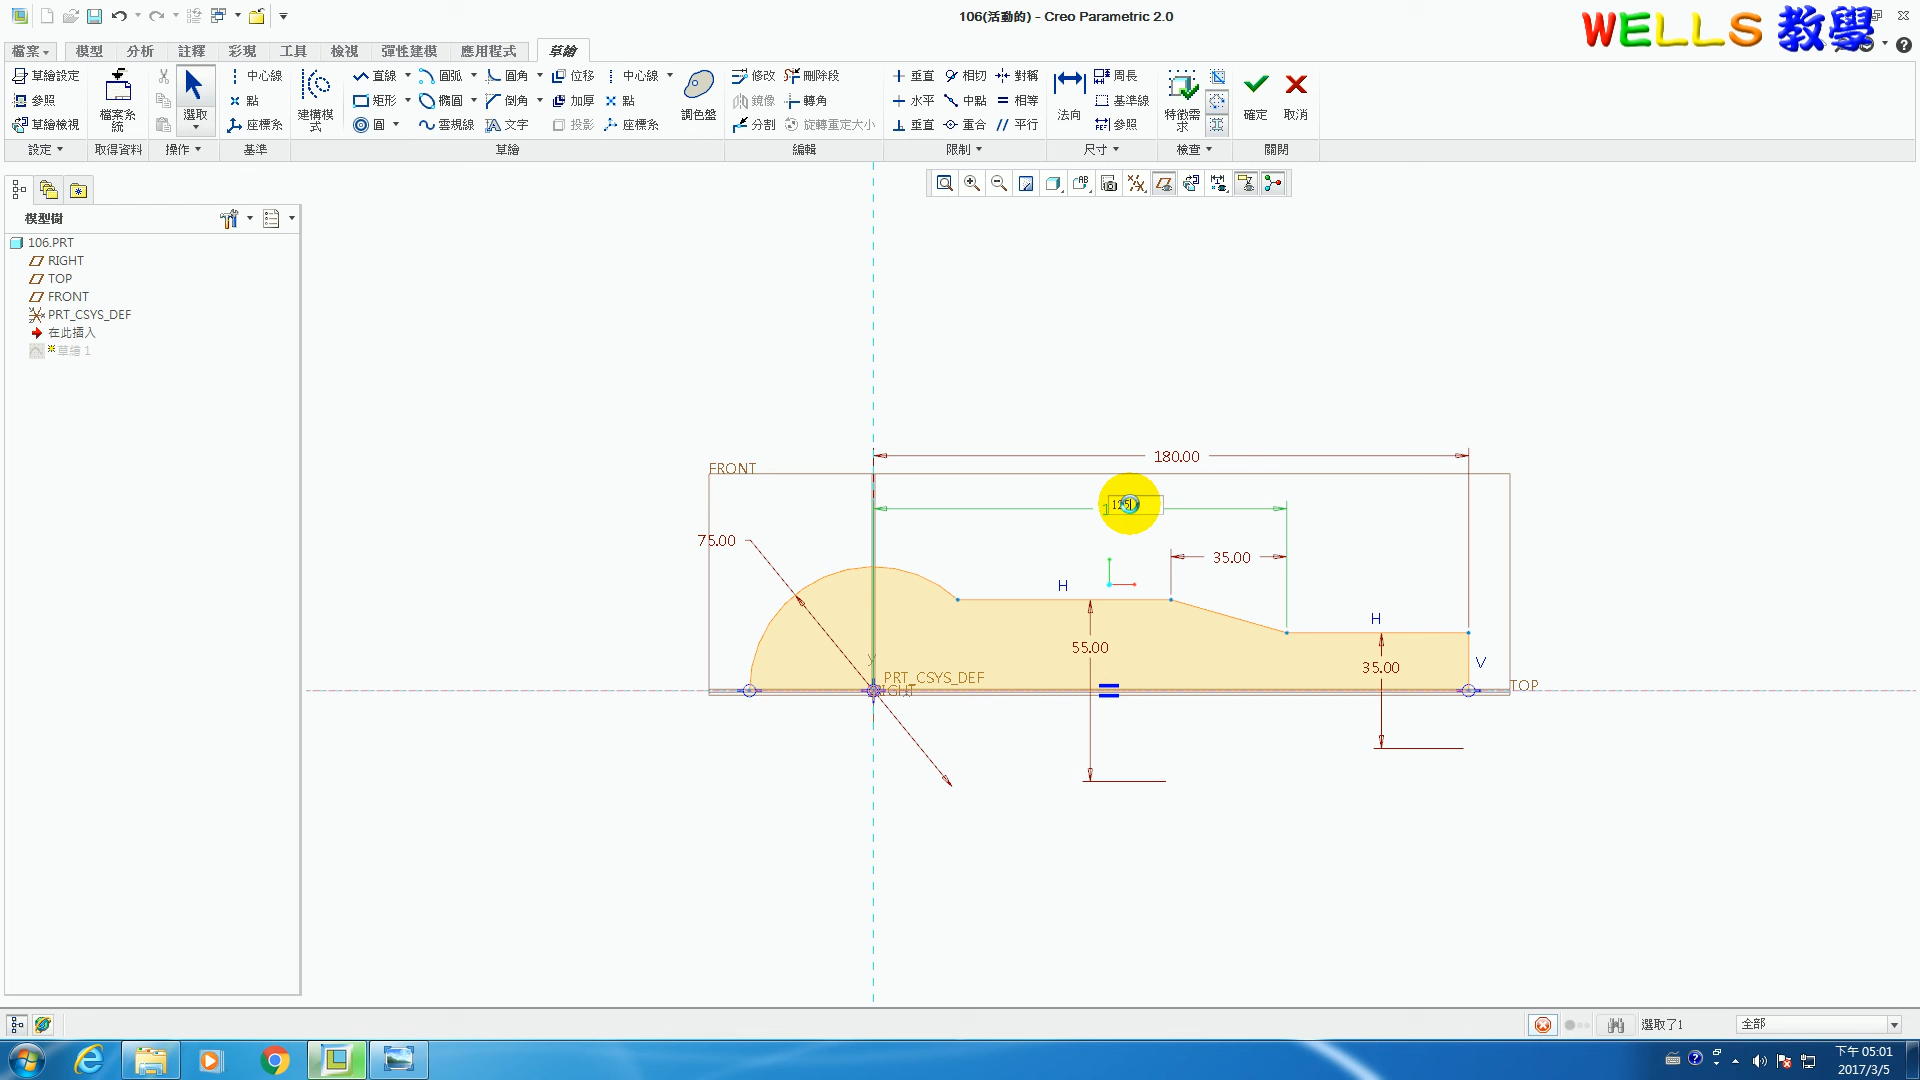 106(活動的) - Creo Parametric 2.0
WELLS 教學
檔案 模型 分析 註釋 彩現 工具 檢視 彈性建模 應用程式 草繪
草繪設定
參照
草繪檢視
檔案系統
選取
中心線
點
座標系
建構模式
直線 弧 圓角 位移 中心線
矩形 橢圓 倒角 加厚 點
圓 雲規線 文字 投影 座標系
調色盤
修改 刪除段
鏡像 轉角
分割 旋轉重定大小
垂直 相切 對稱
水平 中點 相等
垂直 重合 平行
法向
周長
基準線
參照
特徵需求
確定
取消
設定 取得資料 操作 基準 草繪 編輯 限制 尺寸 檢查 關閉
模型樹
106.PRT
RIGHT
TOP
FRONT
PRT_CSYS_DEF
在此插入
草繪 1
180.00
FRONT
125
75.00
35.00
H
H
55.00
35.00
V
PRT_CSYS_DEF
TOP
選取了1
全部
下午 05:01
2017/3/5